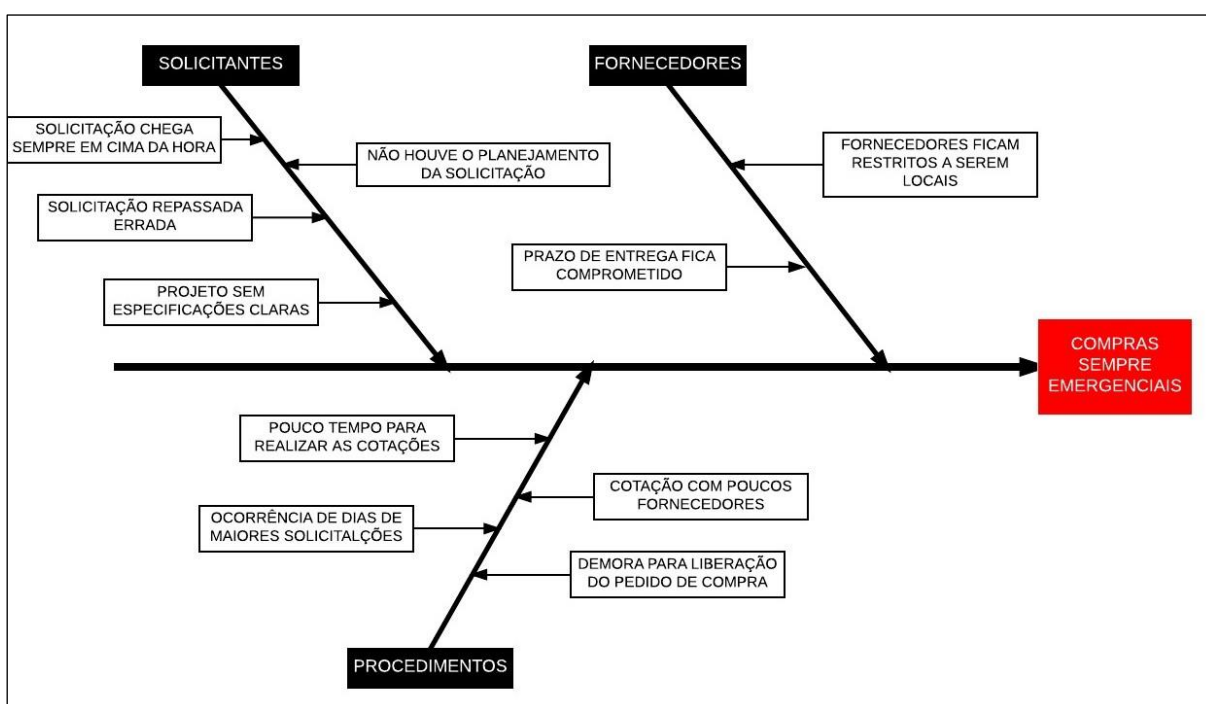 SOLICITANTES
FORNECEDORES
SOLICITAÇÃO CHEGA
SEMPRE EM CIMA DA HORA
NÃO HOUVE O PLANEJAMENTO
DA SOLICITAÇÃO
FORNECEDORES FICAM
RESTRITOS A SEREM
LOCAIS
SOLICITAÇÃO REPASSADA
ERRADA
PRAZO DE ENTREGA FICA
COMPROMETIDO
PROJETO SEM
ESPECIFICAÇÕES CLARAS
COMPRAS
SEMPRE
EMERGENCIAIS
POUCO TEMPO PARA
REALIZAR AS COTAÇÕES
COTAÇÃO COM POUCOS
FORNECEDORES
OCORRÊNCIA DE DIAS DE
MAIORES SOLICITALÇÕES
DEMORA PARA LIBERAÇÃO
DO PEDIDO DE COMPRA
PROCEDIMENTOS